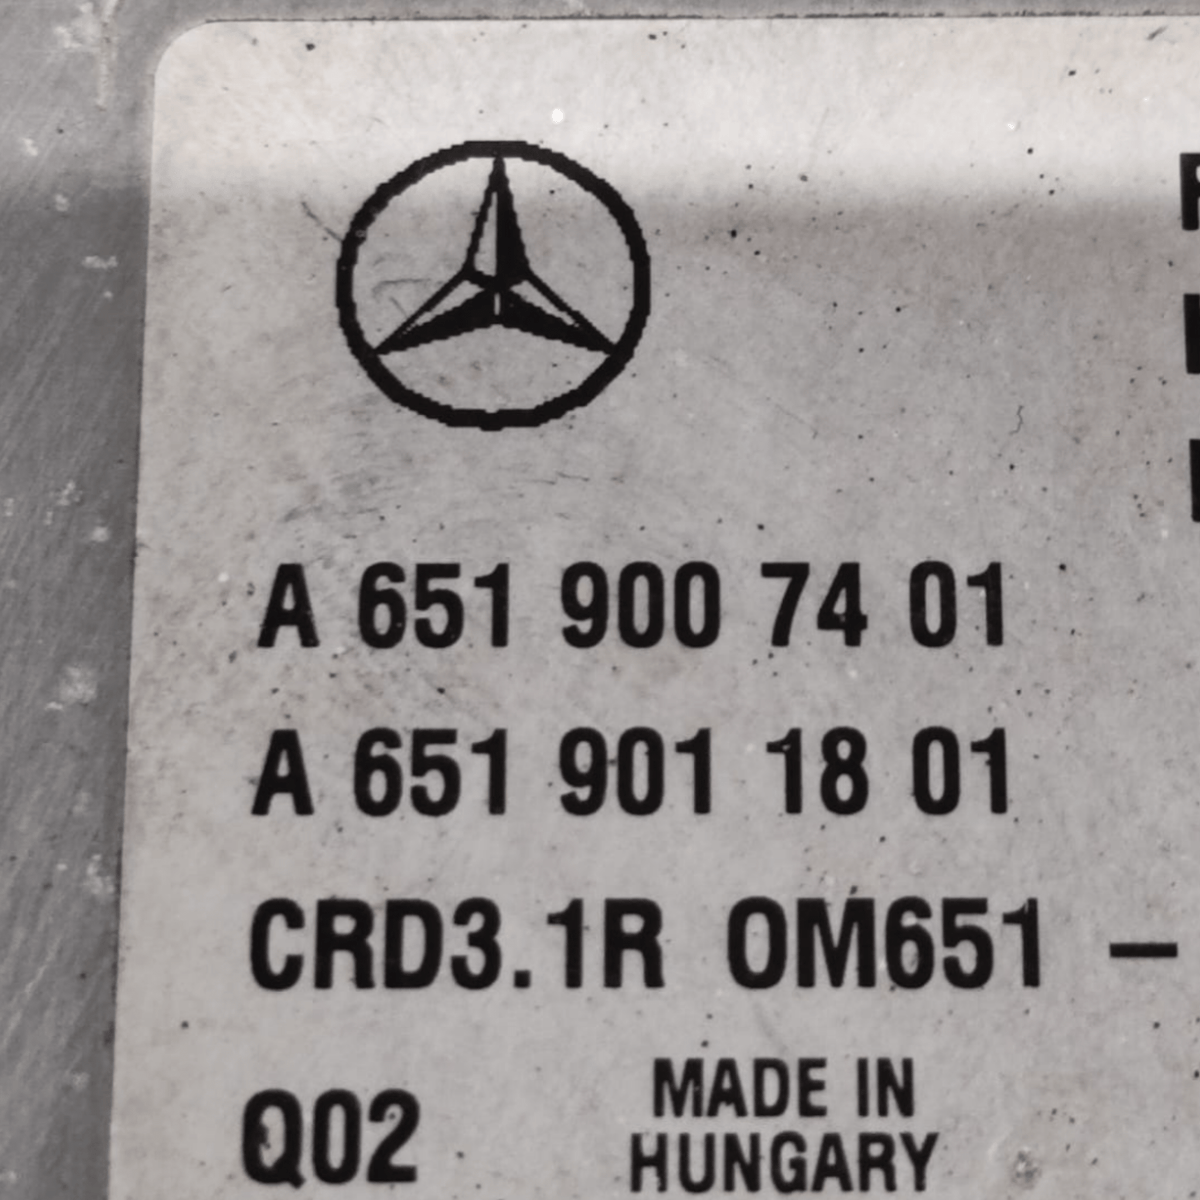 A 651 900 74 01
A 651 901 18 01
CRD3.1R OM651 –
Q02
MADE IN
HUNGARY